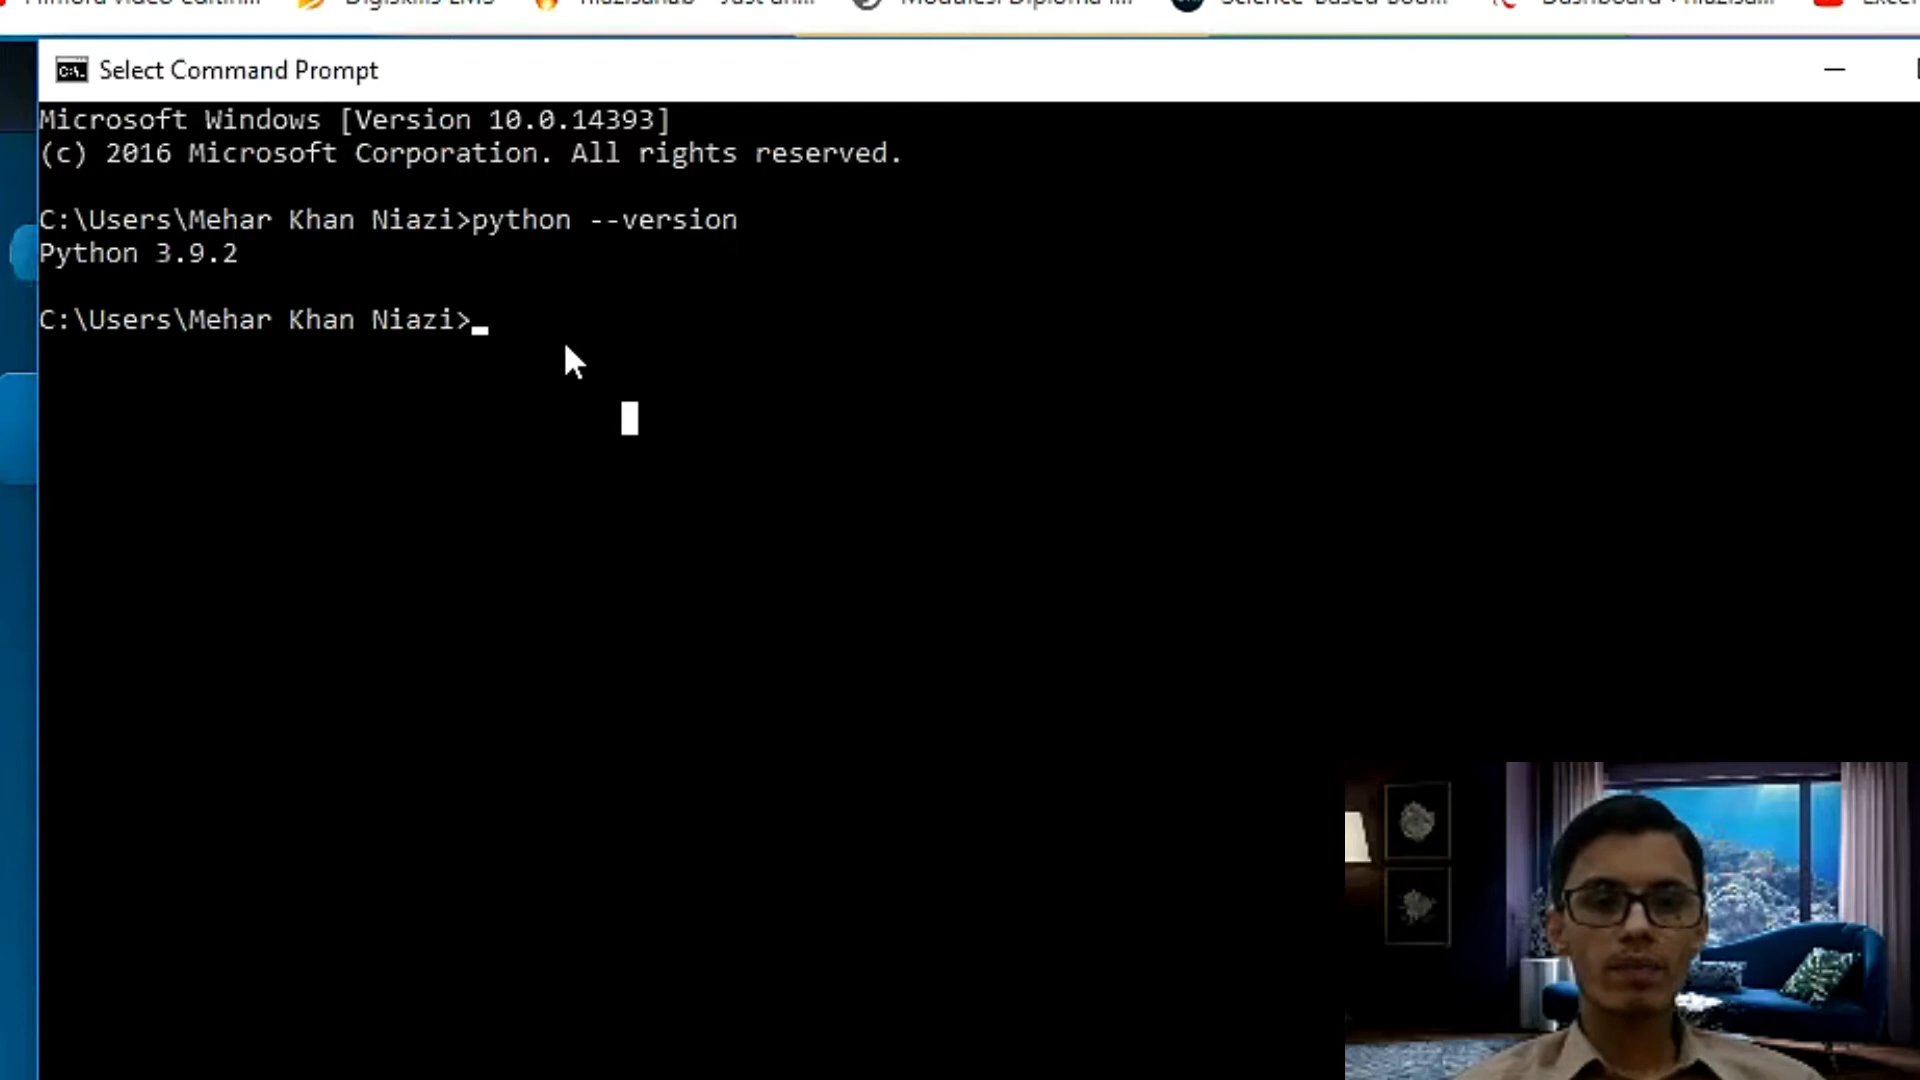 Select Command Prompt
Microsoft Windows [Version 10.0.14393]
(c) 2016 Microsoft Corporation. All rights reserved.
C:\Users\Mehar Khan Niazi>python --version
Python 3.9.2
C:\Users\Mehar Khan Niazi>